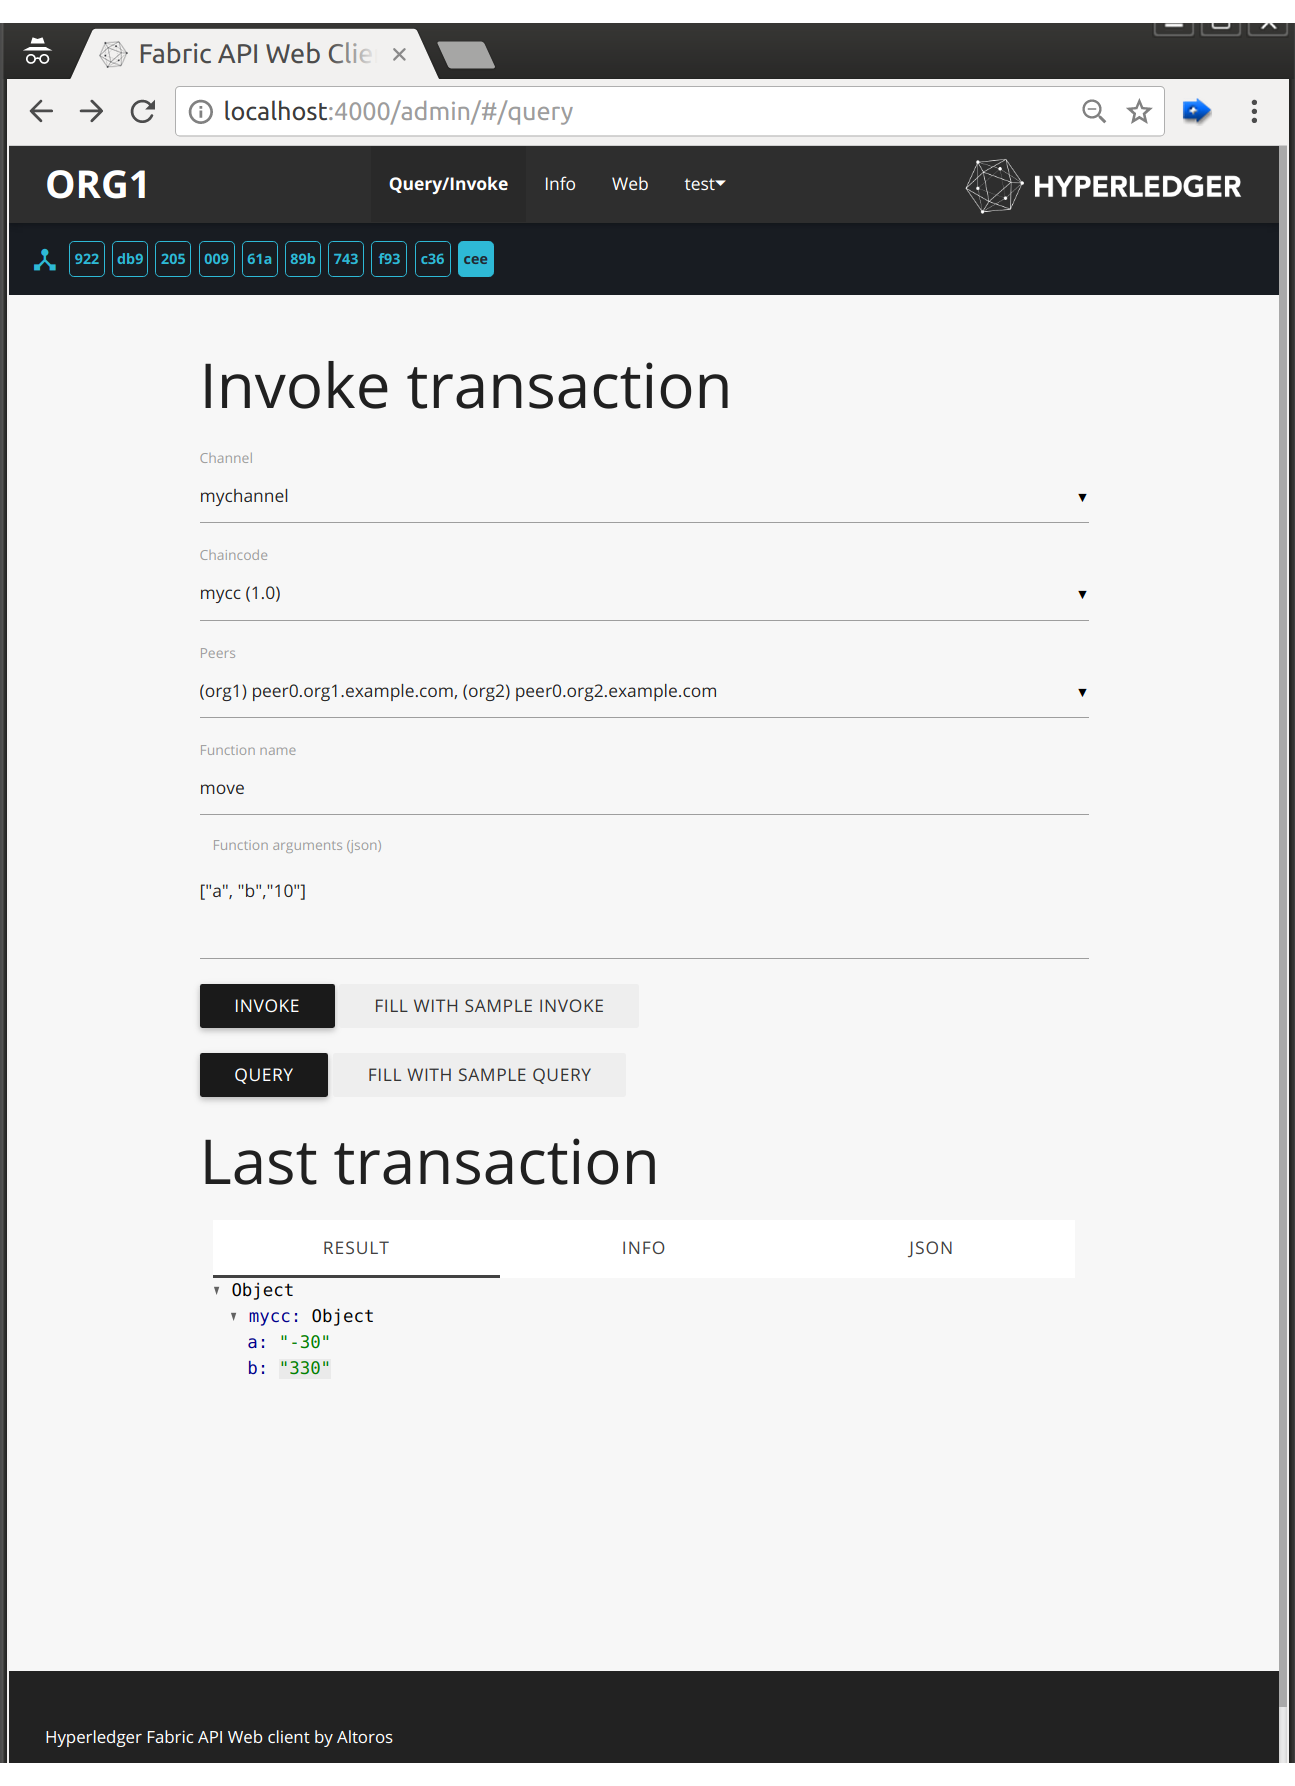 Fabric API Web Clie
localhost:4000/admin/#/query
ORG1 Query/Invoke Info Web test HYPERLEDGER
922 db9 205 009 61a 89b 743 f93 c36 cee
Invoke transaction
Channel
mychannel
Chaincode
mycc (1.0)
Peers
(org1) peer0.org1.example.com, (org2) peer0.org2.example.com
Function name
move
Function arguments (json)
["a", "b","10"]
INVOKE FILL WITH SAMPLE INVOKE
QUERY FILL WITH SAMPLE QUERY
Last transaction
RESULT INFO JSON
Object
mycc: Object
a: "-30"
b: "330"
Hyperledger Fabric API Web client by Altoros